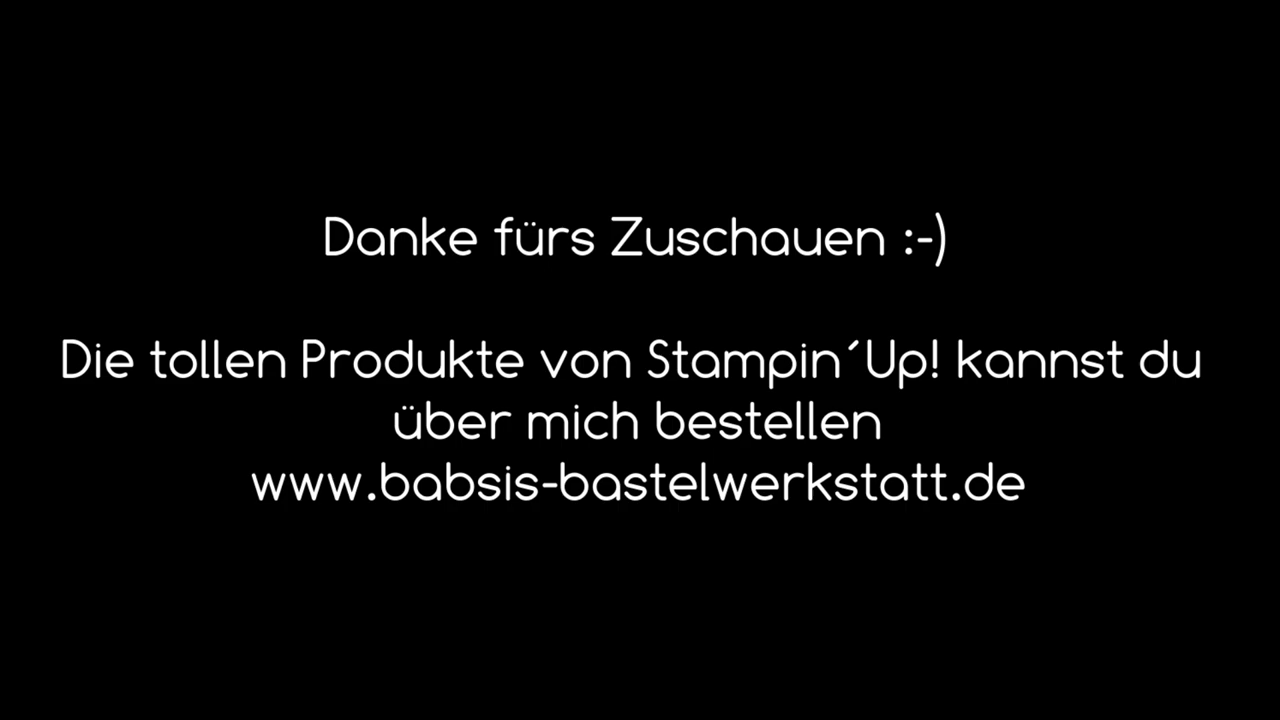 Danke fürs Zuschauen :-)
Die tollen Produkte von Stampin´Up! kannst du
über mich bestellen
www.babsis-bastelwerkstatt.de